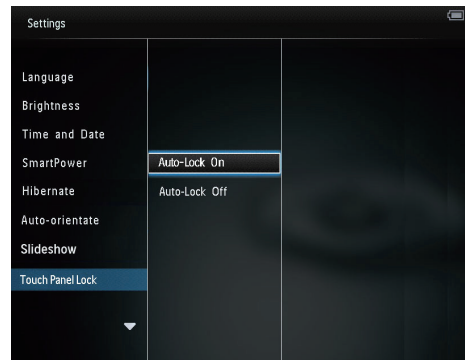 Settings
Language
Brightness
Time and Date
SmartPower
Auto-Lock On
Hibernate
Auto-Lock Off
Auto-orientate
Slideshow
Touch Panel Lock